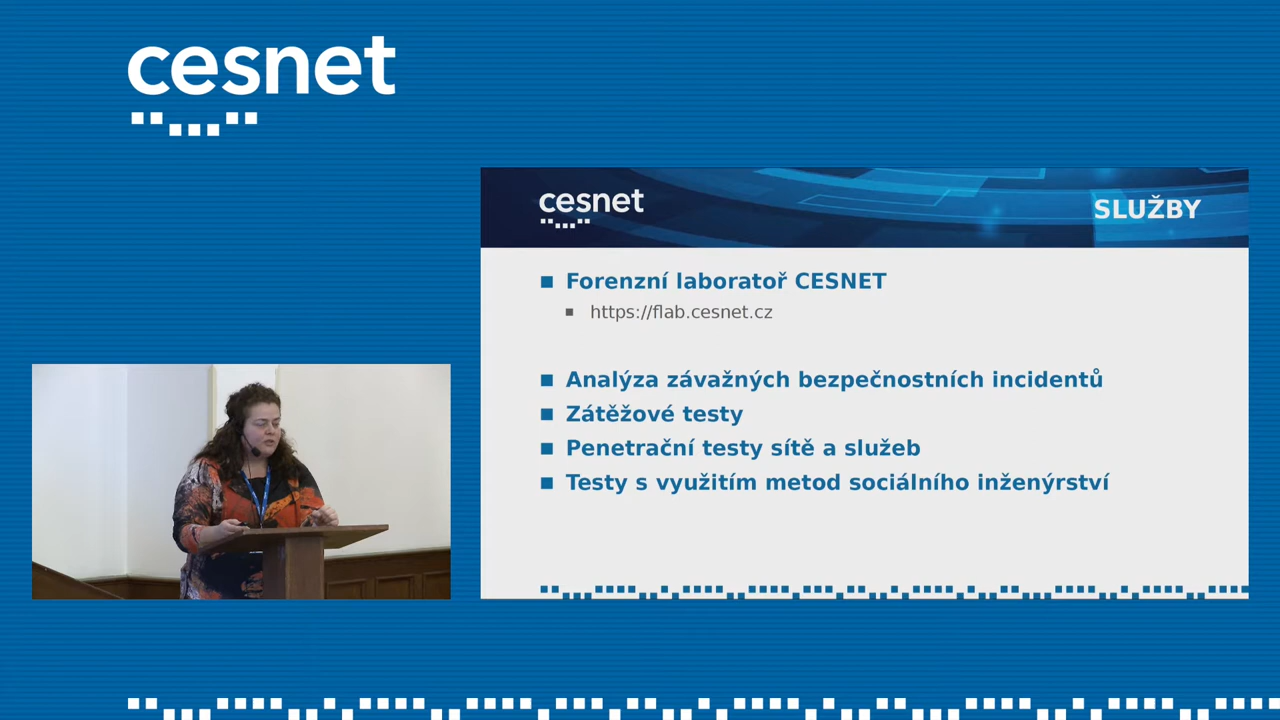 cesnet
cesnet
SLUŽBY
Forenzní laboratoř CESNET
https://flab.cesnet.cz
Analýza závažných bezpečnostních incidentů
Zátěžové testy
Penetrační testy sítě a služeb
Testy s využitím metod sociálního inženýrství